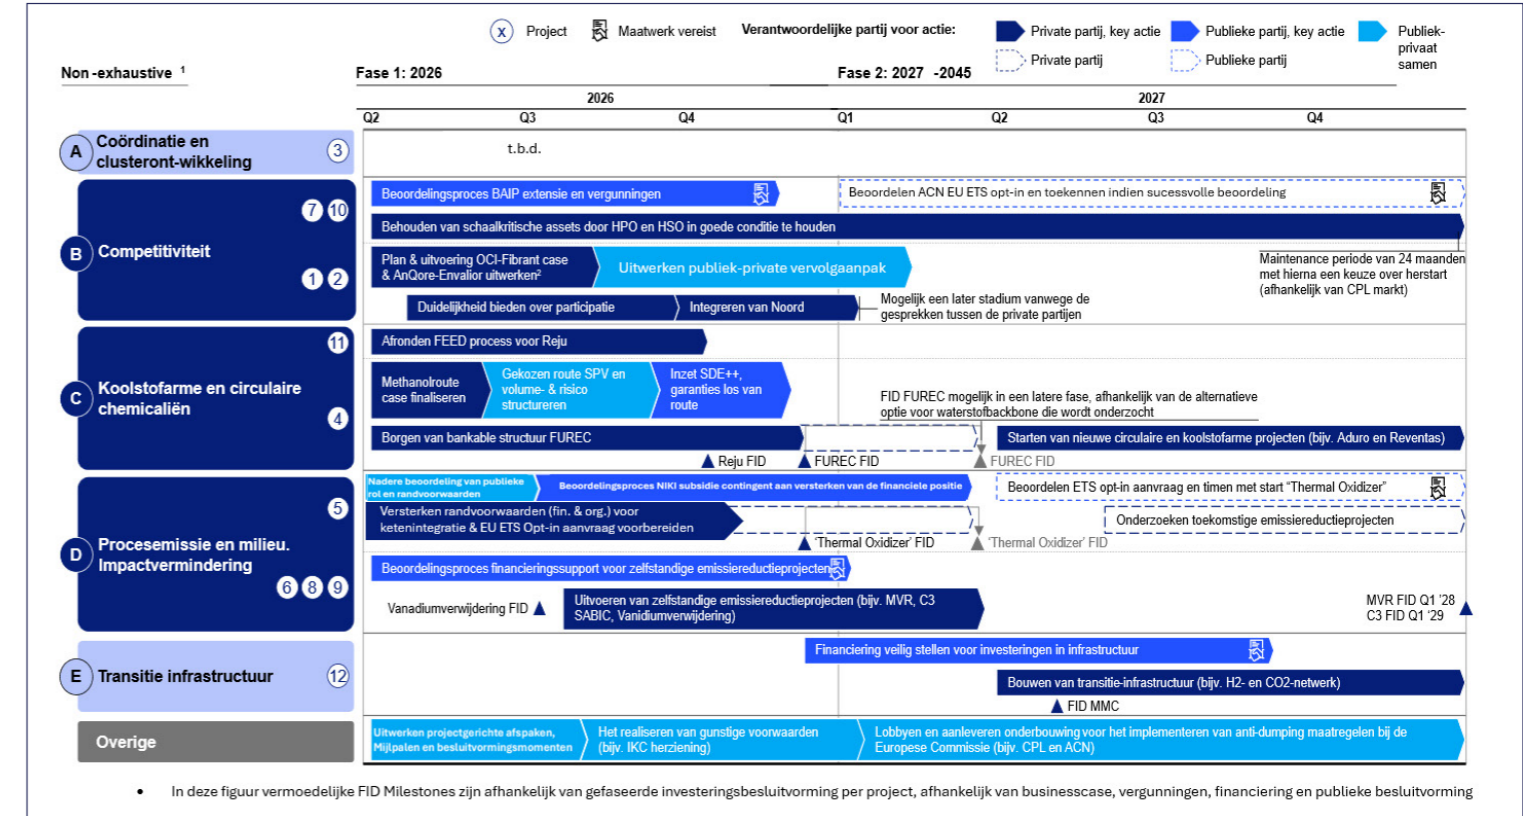 X Project
Maatwerk vereist
Verantwoordelijke partij voor actie:
Private partij, key actie
Publieke partij, key actie
Publiek-
privaat
samen
Private partij
Publieke partij
Non -exhaustive 1
Fase 1: 2026
Fase 2: 2027 -2045
2026
2027
Q2 Q3 Q4 Q1 Q2 Q3 Q4
A Coördinatie en
clusteront-wikkeling
3
t.b.d.
B Competitiviteit
7 10
1 2
Beoordelingsproces BAIP extensie en vergunningen
Beoordelen ACN EU ETS opt-in en toekennen indien sucessvolle beoordeling
Behouden van schaalkritische assets door HPO en HSO in goede conditie te houden
Plan & uitvoering OCI-Fibrant case
& AnQore-Envalior uitwerken2
Uitwerken publiek-private vervolgaanpak
Maintenance periode van 24 maanden
met hierna een keuze over herstart
(afhankelijk van CPL markt)
Duidelijkheid bieden over participatie
Integreren van Noord
Mogelijk een later stadium vanwege de
gesprekken tussen de private partijen
C Koolstofarme en circulaire
chemicaliën
11
4
Afronden FEED process voor Reju
Methanolroute
case finaliseren
Gekozen route SPV en
volume- & risico
structureren
Inzet SDE++,
garanties los van
route
FID FUREC mogelijk in een latere fase, afhankelijk van de alternatieve
optie voor waterstofbackbone die wordt onderzocht
Borgen van bankable structuur FUREC
Starten van nieuwe circulaire en koolstofarme projecten (bijv. Aduro en Reventas)
Reju FID
FUREC FID
FUREC FID
D Procesemissie en milieu.
Impactvermindering
5
6 8 9
Nadere beoordeling van publieke
rol en randvoorwaarden
Beoordelingsproces NIKI subsidie contingent aan versterken van de financiele positie
Beoordelen ETS opt-in aanvraag en timen met start “Thermal Oxidizer”
Versterken randvoorwaarden (fin. & org.) voor
ketenintegratie & EU ETS Opt-in aanvraag voorbereiden
Onderzoeken toekomstige emissiereductieprojecten
‘Thermal Oxidizer’ FID
‘Thermal Oxidizer’ FID
Beoordelingsproces financieringssupport voor zelfstandige emissiereductieprojecten
Vanadiumverwijdering FID
Uitvoeren van zelfstandige emissiereductieprojecten (bijv. MVR, C3
SABIC, Vanidiumverwijdering)
MVR FID Q1 ’28
C3 FID Q1 ’29
E Transitie infrastructuur
12
Financiering veilig stellen voor investeringen in infrastructuur
Bouwen van transitie-infrastructuur (bijv. H2- en CO2-netwerk)
FID MMC
Overige
Uitwerken projectgerichte afspaken,
Mijlpalen en besluitvormingsmomenten
Het realiseren van gunstige voorwaarden
(bijv. IKC herziening)
Lobbyen en aanleveren onderbouwing voor het implementeren van anti-dumping maatregelen bij de
Europese Commissie (bijv. CPL en ACN)
• In deze figuur vermoedelijke FID Milestones zijn afhankelijk van gefaseerde investeringsbesluitvorming per project, afhankelijk van businesscase, vergunningen, financiering en publieke besluitvorming